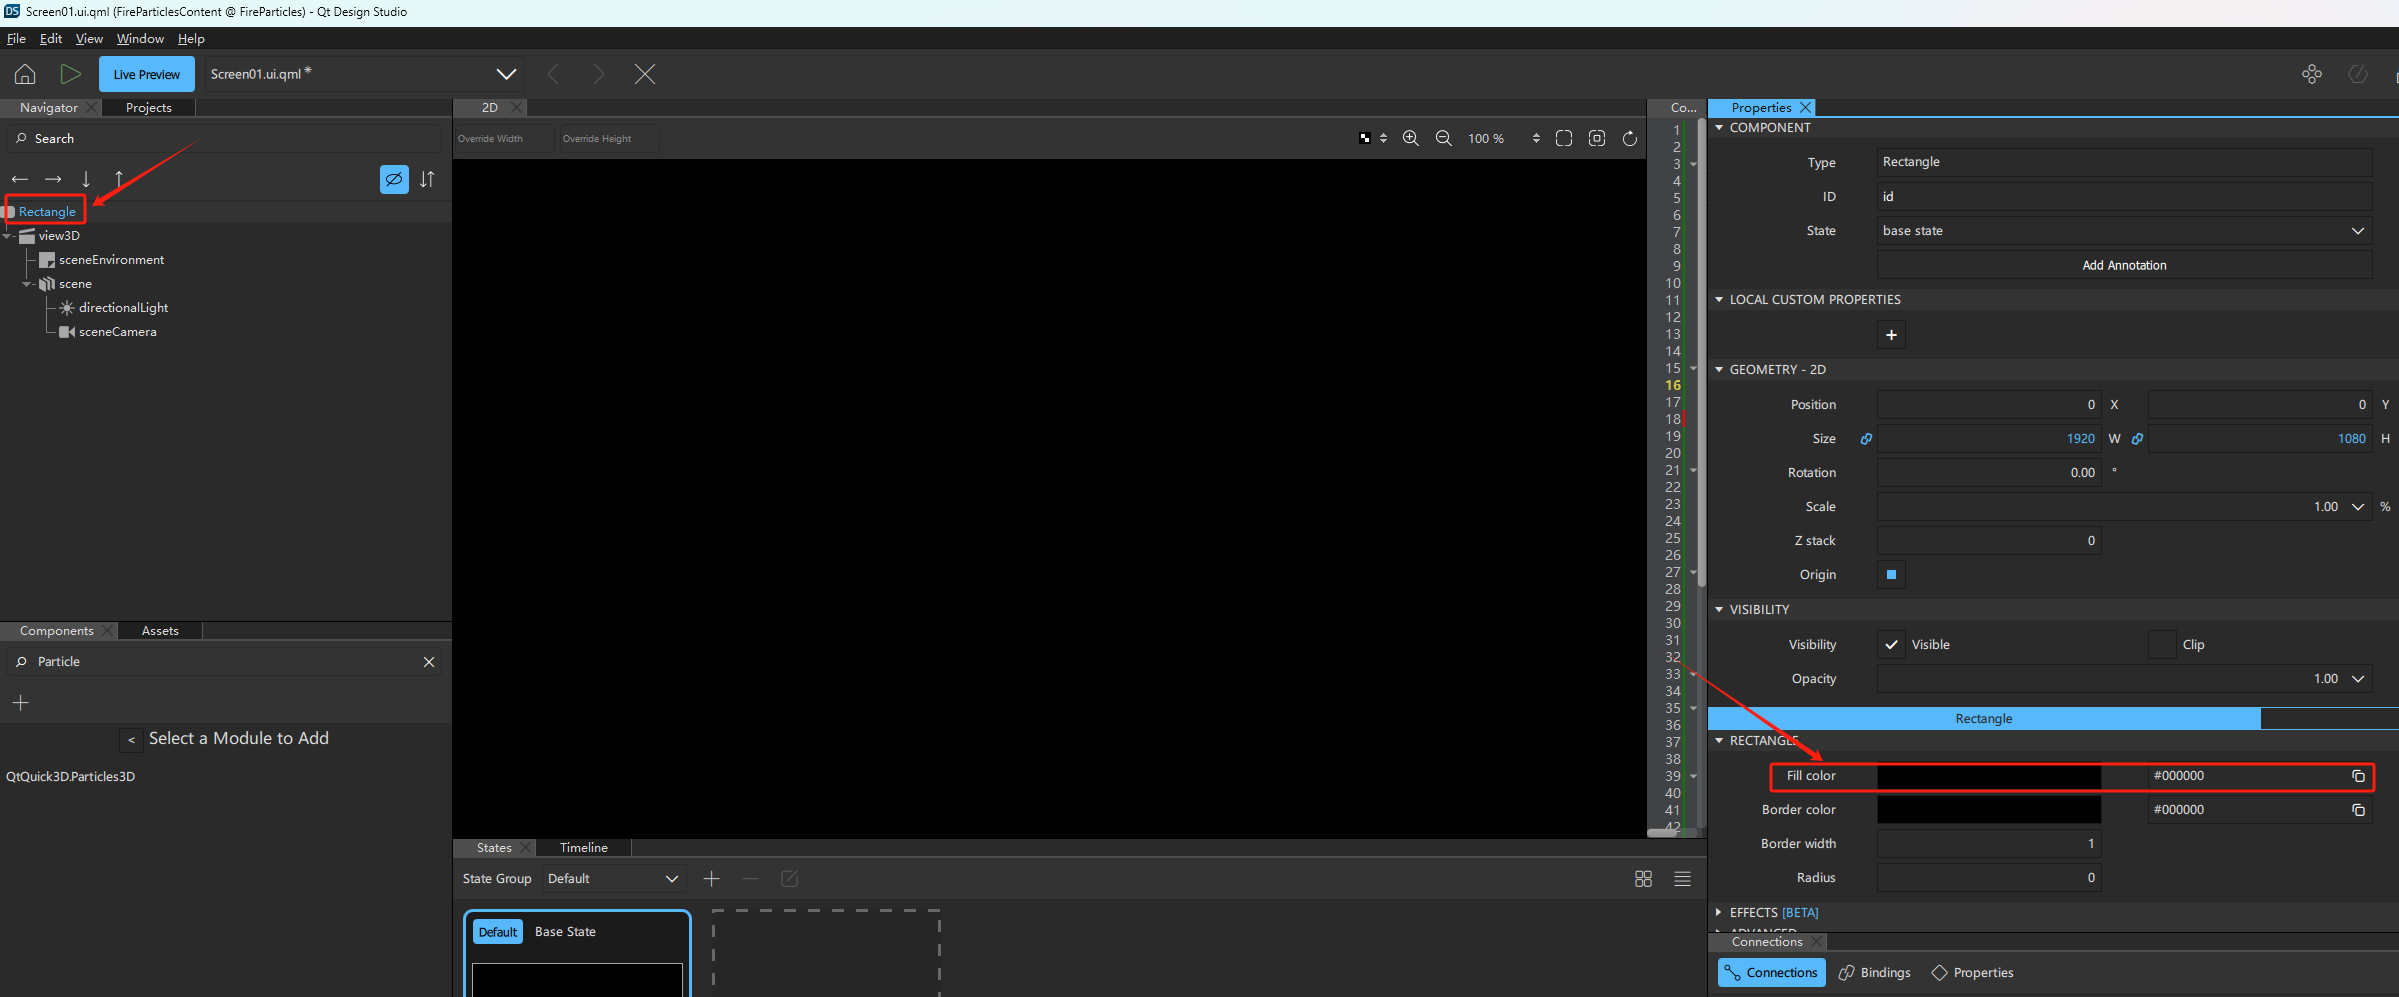 DS Screen01.ui.qml (FireParticlesContent @ FireParticles) - Qt Design Studio
File Edit View Window Help
Live Preview Screen01.ui.qml *
Navigator Projects
Search
Rectangle
view3D
sceneEnvironment
scene
directionalLight
sceneCamera
Components Assets
Particle
< Select a Module to Add
QtQuick3D.Particles3D
2D
Override Width Override Height 100 %
Co...
1
2
3
4
5
6
7
8
9
10
11
12
13
14
15
16
17
18
19
20
21
22
23
24
25
26
27
28
29
30
31
32
33
34
35
36
37
38
39
40
41
42
States Timeline
State Group Default
Default Base State
Properties
COMPONENT
Type Rectangle
ID id
State base state
Add Annotation
LOCAL CUSTOM PROPERTIES
+
GEOMETRY - 2D
Position 0 X 0 Y
Size 1920 W 1080 H
Rotation 0.00 °
Scale 1.00 %
Z stack 0
Origin
VISIBILITY
Visibility Visible Clip
Opacity 1.00
Rectangle
RECTANGLE
Fill color #000000
Border color #000000
Border width 1
Radius 0
EFFECTS [BETA]
ADVANCED
Connections
Connections Bindings Properties